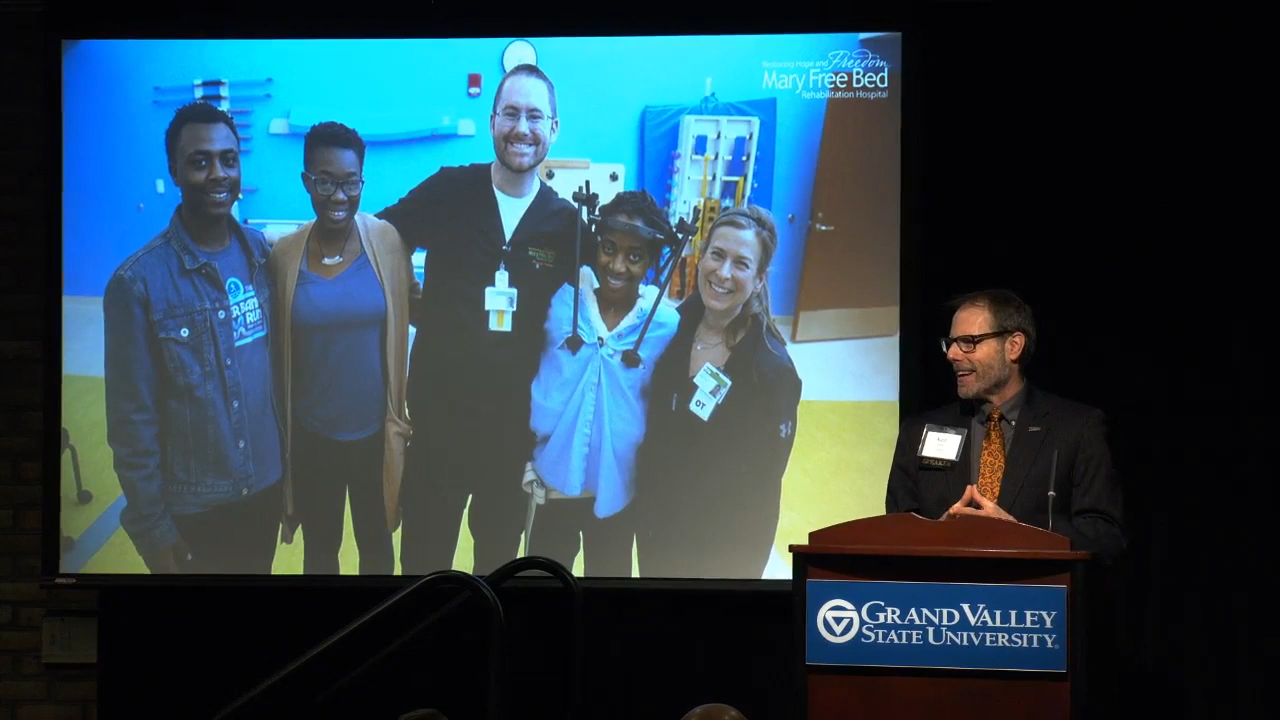 Restoring Hope and Freedom
Mary Free Bed
Rehabilitation Hospital
OT
GRAND VALLEY
STATE UNIVERSITY